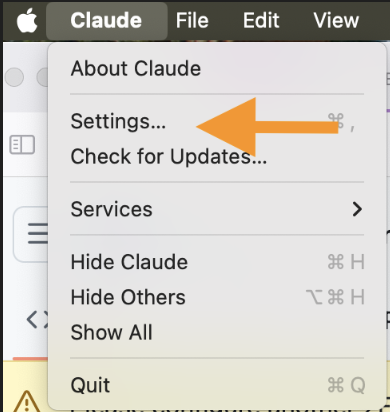 Claude File Edit View
About Claude
Settings... ⌘ ,
Check for Updates...
Services
Hide Claude ⌘ H
Hide Others ⌥ ⌘ H
Show All
Quit ⌘ Q